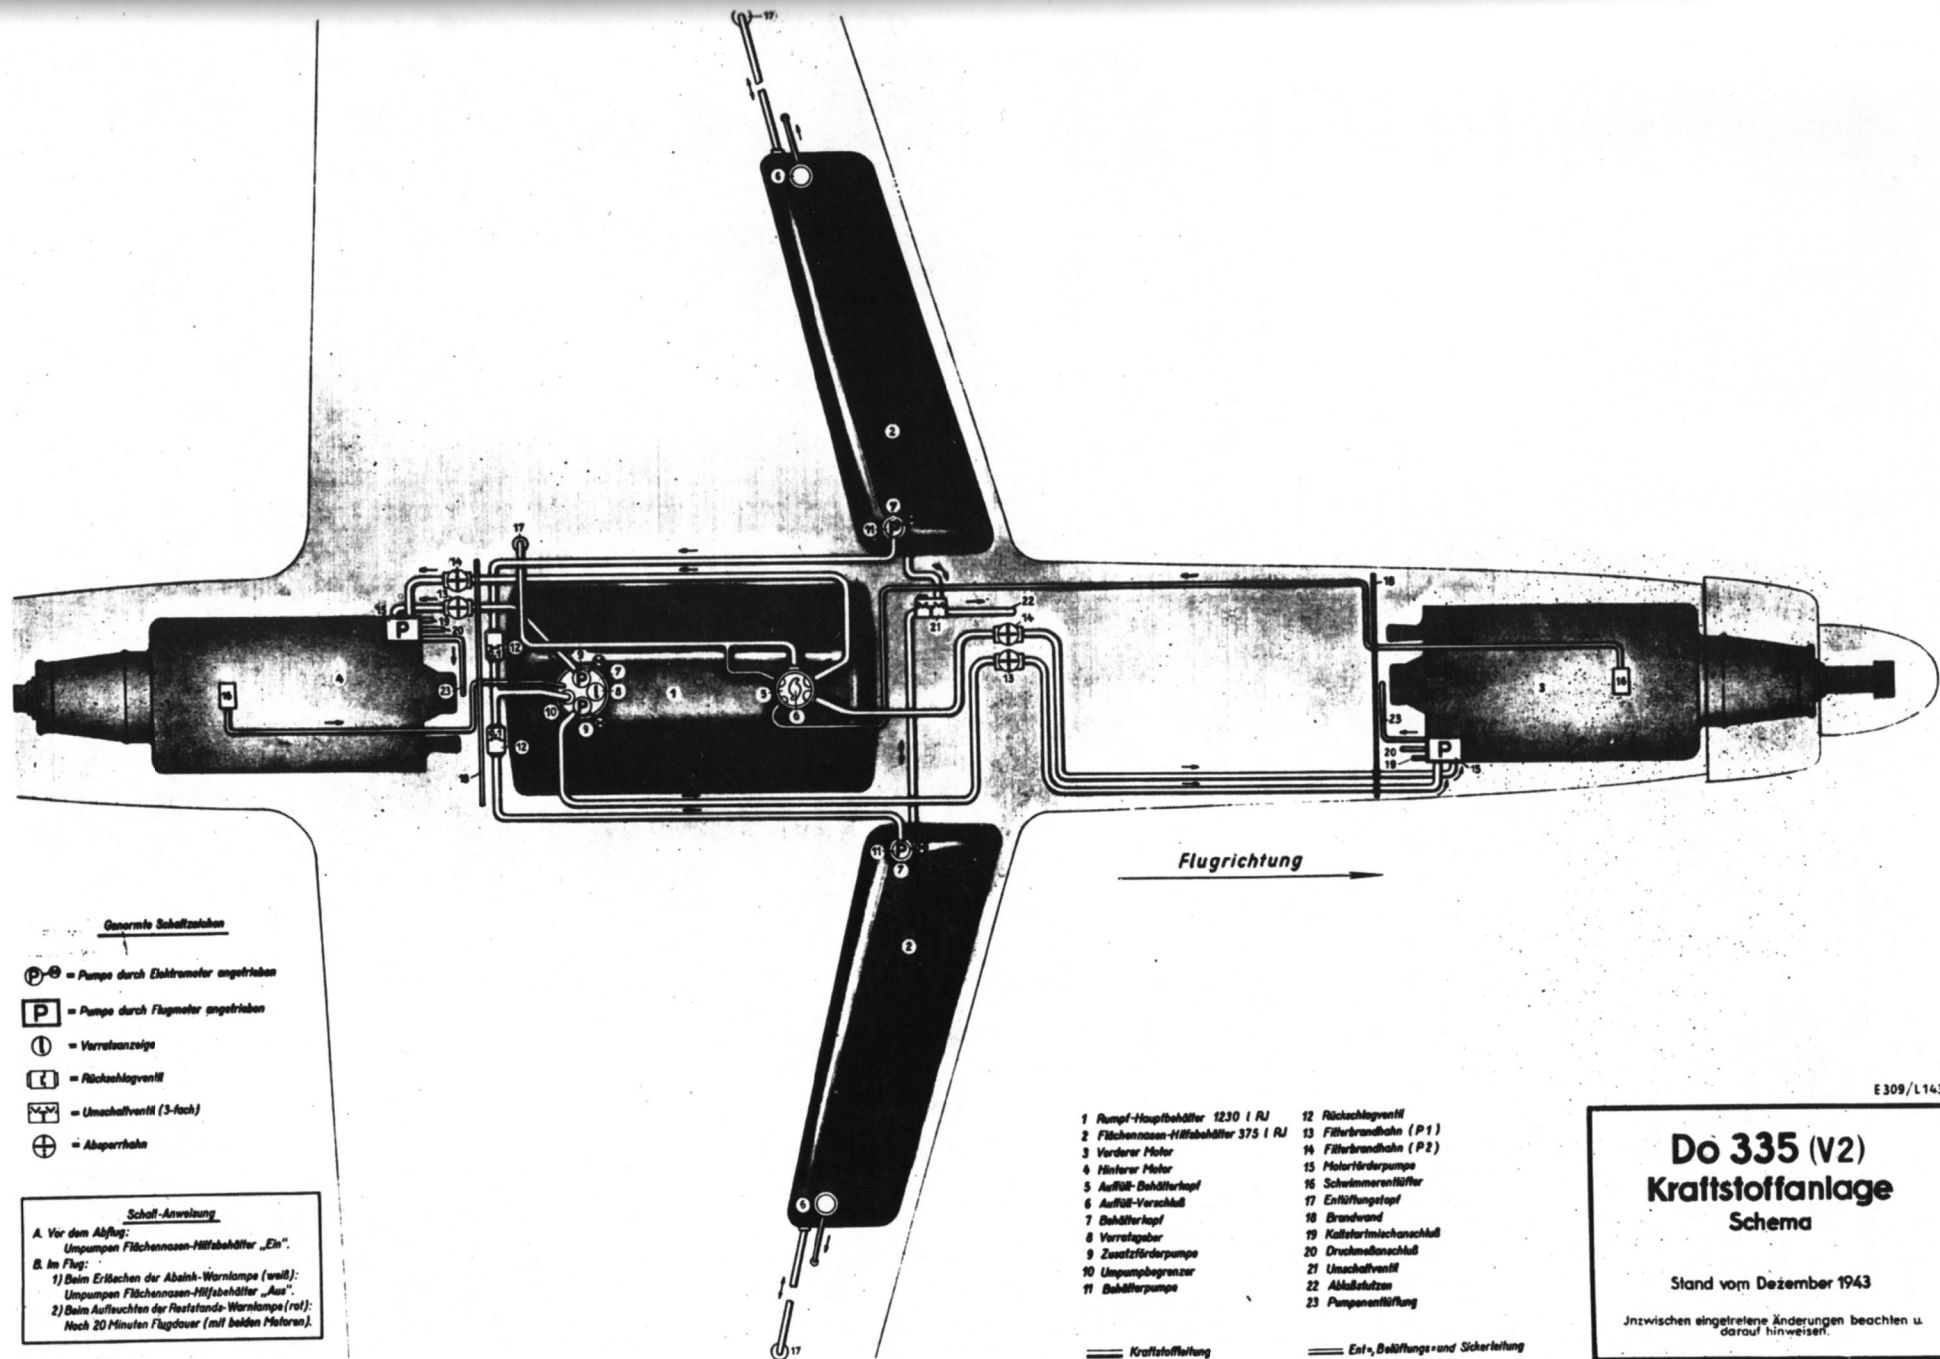 Flugrichtung
Genormte Schaltzeichen
P M = Pumpe durch Elektromotor angetrieben
P = Pumpe durch Flugmotor angetrieben
= Vorratsanzeige
= Rückschlagventil
= Umschaltventil (3-fach)
= Absperrhahn
Schalt-Anweisung
A. Vor dem Abflug:
Umpumpen Flächennasen-Hilfsbehälter „Ein".
B. Im Flug:
1) Beim Erlöschen der Absink-Warnlampe (weiß):
Umpumpen Flächennasen-Hilfsbehälter „Aus".
2) Beim Aufleuchten der Reststands-Warnlampe (rot):
Noch 20 Minuten Flugdauer (mit beiden Motoren).
1 Rumpf-Hauptbehälter 1230 l RJ
2 Flächennasen-Hilfsbehälter 375 l RJ
3 Vorderer Motor
4 Hinterer Motor
5 Auffüll-Behälterkopf
6 Auffüll-Verschluß
7 Behälterkopf
8 Vorratsgeber
9 Zusatzförderpumpe
10 Umpumpbegrenzer
11 Behälterpumpe
12 Rückschlagventil
13 Filterbrandhahn (P1)
14 Filterbrandhahn (P2)
15 Motorförderpumpe
16 Schwimmerentlüfter
17 Entlüftungstopf
18 Brandwand
19 Kaltstartmischanschluß
20 Druckmeßanschluß
21 Umschaltventil
22 Ablaßstutzen
23 Pumpenentlüftung
Kraftstoffleitung
Ent-, Belüftungs- und Sickerleitung
E 309/L 143
Do 335 (V2)
Kraftstoffanlage
Schema
Stand vom Dezember 1943
Jnzwischen eingetretene Änderungen beachten u.
darauf hinweisen.